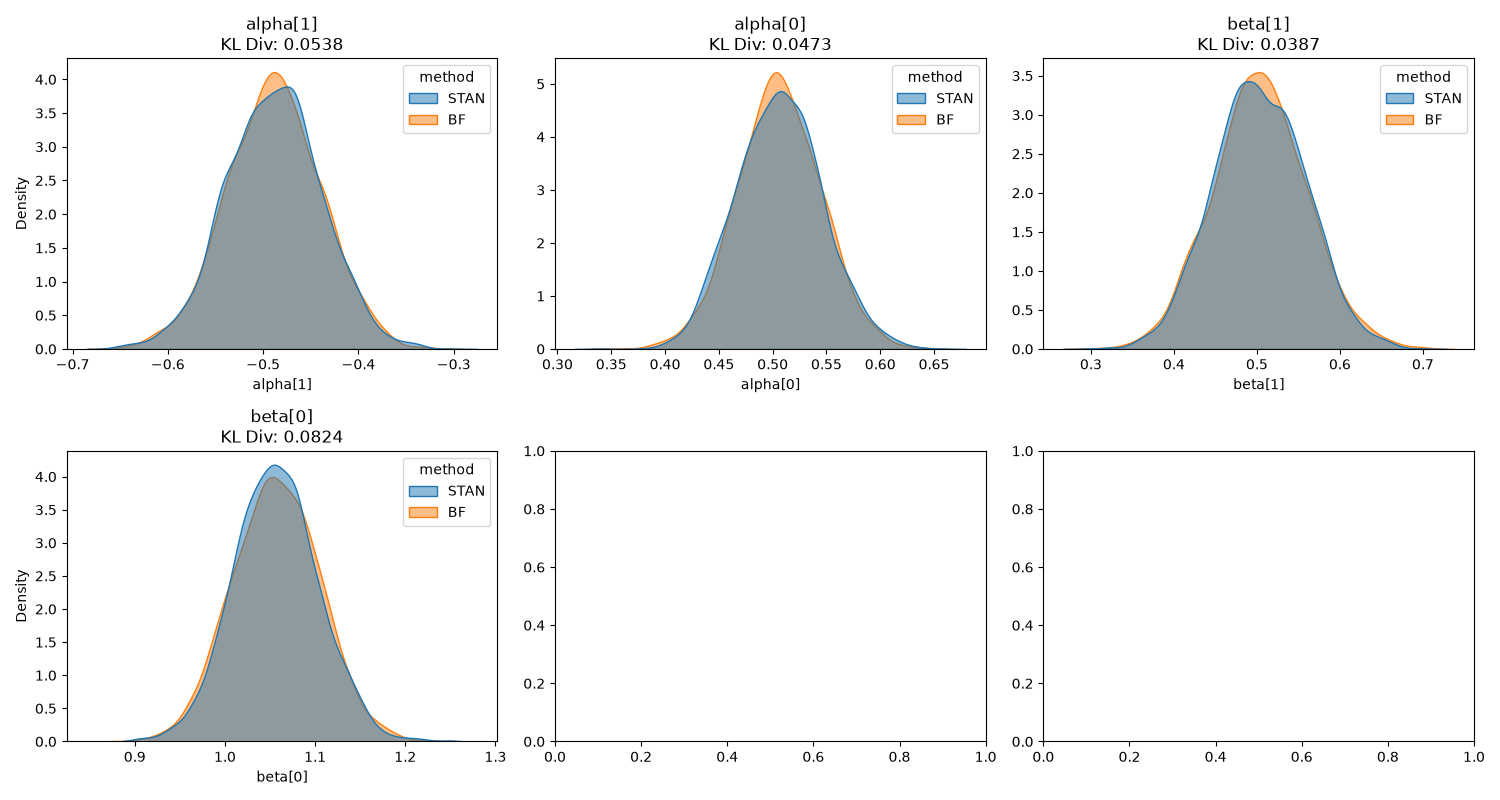 alpha[1]
KL Div: 0.0538
alpha[0]
KL Div: 0.0473
beta[1]
KL Div: 0.0387
method
STAN
BF
method
STAN
BF
method
STAN
BF
Density
4.0
3.5
3.0
2.5
2.0
1.5
1.0
0.5
0.0
5
4
3
2
1
0
3.5
3.0
2.5
2.0
1.5
1.0
0.5
0.0
−0.7 −0.6 −0.5 −0.4 −0.3
0.30 0.35 0.40 0.45 0.50 0.55 0.60 0.65
0.3 0.4 0.5 0.6 0.7
alpha[1]
alpha[0]
beta[1]
beta[0]
KL Div: 0.0824
method
STAN
BF
Density
4.0
3.5
3.0
2.5
2.0
1.5
1.0
0.5
0.0
1.0
0.8
0.6
0.4
0.2
0.0
1.0
0.8
0.6
0.4
0.2
0.0
0.9 1.0 1.1 1.2 1.3
0.0 0.2 0.4 0.6 0.8 1.0
0.0 0.2 0.4 0.6 0.8 1.0
beta[0]